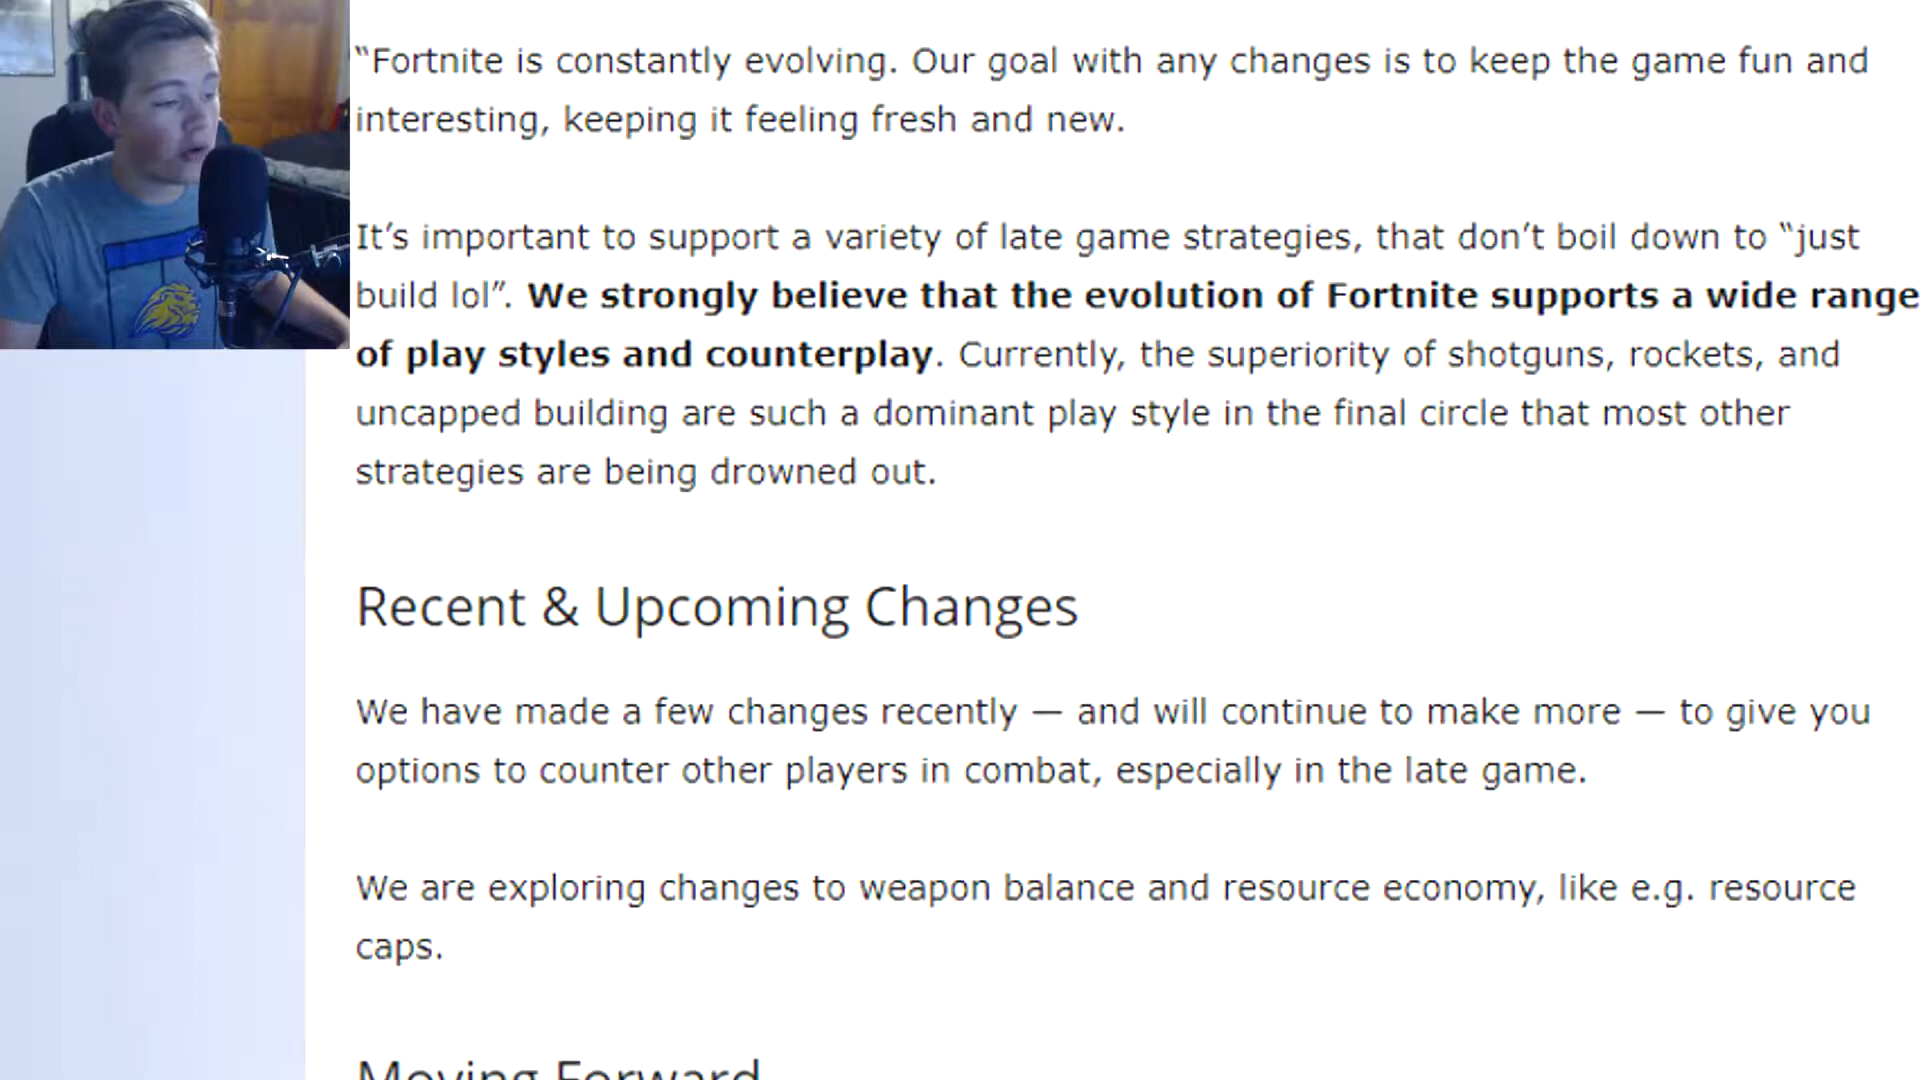 “Fortnite is constantly evolving. Our goal with any changes is to keep the game fun and
interesting, keeping it feeling fresh and new.
It’s important to support a variety of late game strategies, that don’t boil down to “just
build lol”. We strongly believe that the evolution of Fortnite supports a wide range
of play styles and counterplay. Currently, the superiority of shotguns, rockets, and
uncapped building are such a dominant play style in the final circle that most other
strategies are being drowned out.
Recent & Upcoming Changes
We have made a few changes recently — and will continue to make more — to give you
options to counter other players in combat, especially in the late game.
We are exploring changes to weapon balance and resource economy, like e.g. resource
caps.
Moving Forward